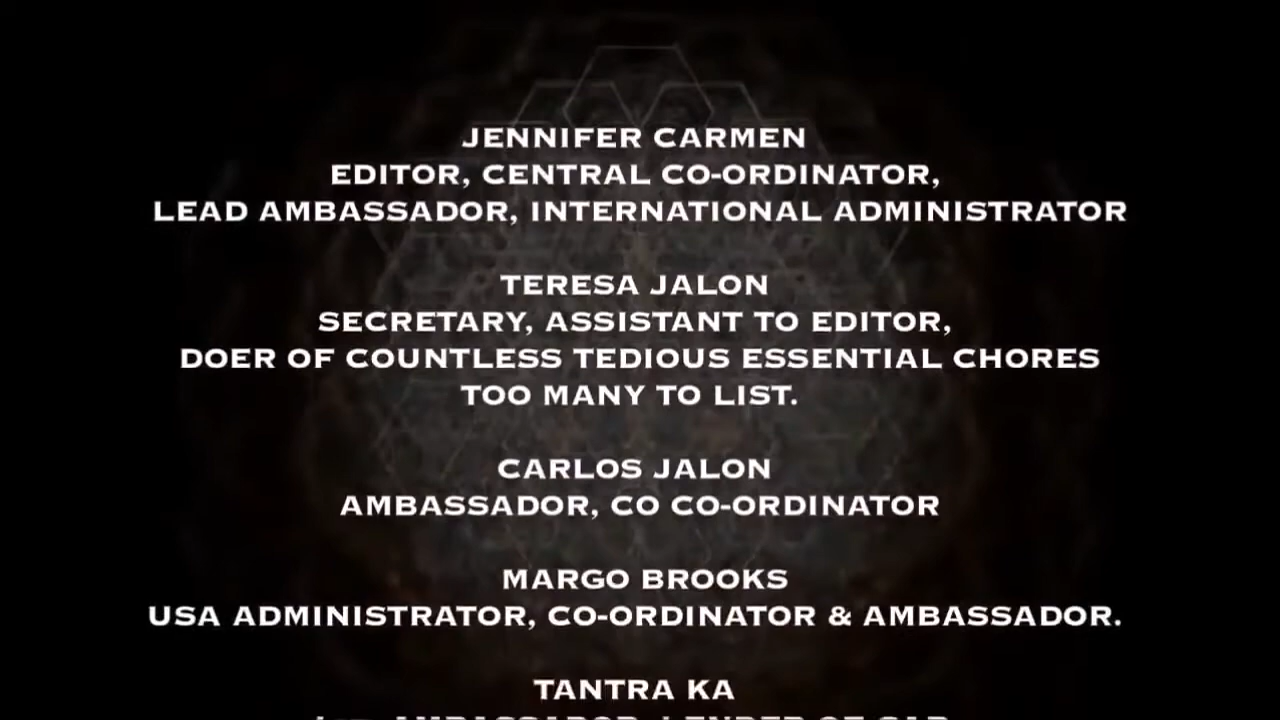 JENNIFER CARMEN
EDITOR, CENTRAL CO-ORDINATOR,
LEAD AMBASSADOR, INTERNATIONAL ADMINISTRATOR
TERESA JALON
SECRETARY, ASSISTANT TO EDITOR,
DOER OF COUNTLESS TEDIOUS ESSENTIAL CHORES
TOO MANY TO LIST.
CARLOS JALON
AMBASSADOR, CO CO-ORDINATOR
MARGO BROOKS
USA ADMINISTRATOR, CO-ORDINATOR & AMBASSADOR.
TANTRA KA
AMBASSADOR